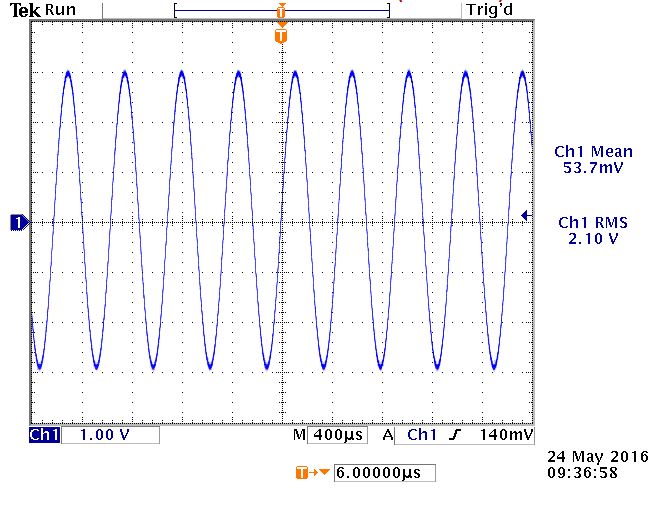 Tek Run Trig'd
T
T
1
Ch1 Mean
53.7mV
Ch1 RMS
2.10 V
Ch1 1.00 V M 400µs A Ch1 140mV
T 6.00000µs
24 May 2016
09:36:58